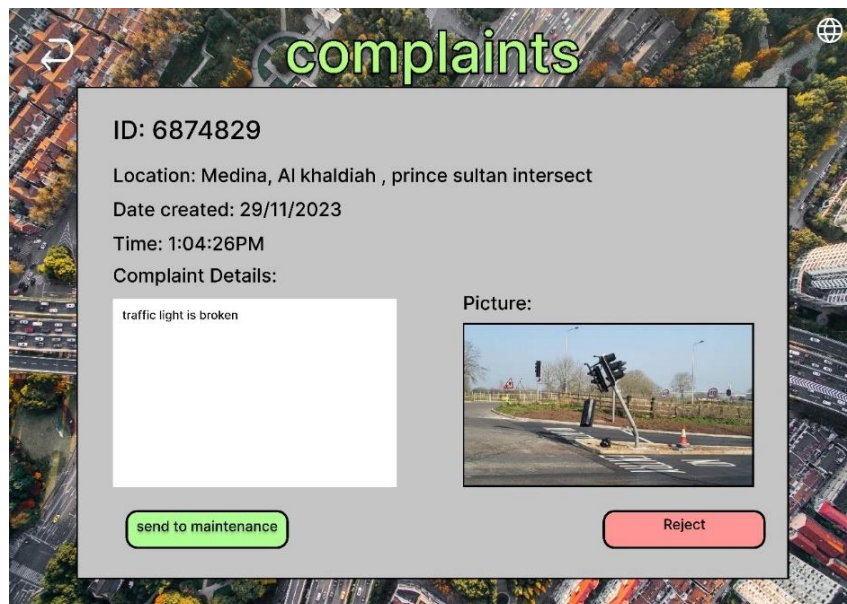 complaints
ID: 6874829
Location: Medina, Al khaldiah , prince sultan intersect
Date created: 29/11/2023
Time: 1:04:26PM
Complaint Details:
traffic light is broken
Picture:
send to maintenance
Reject